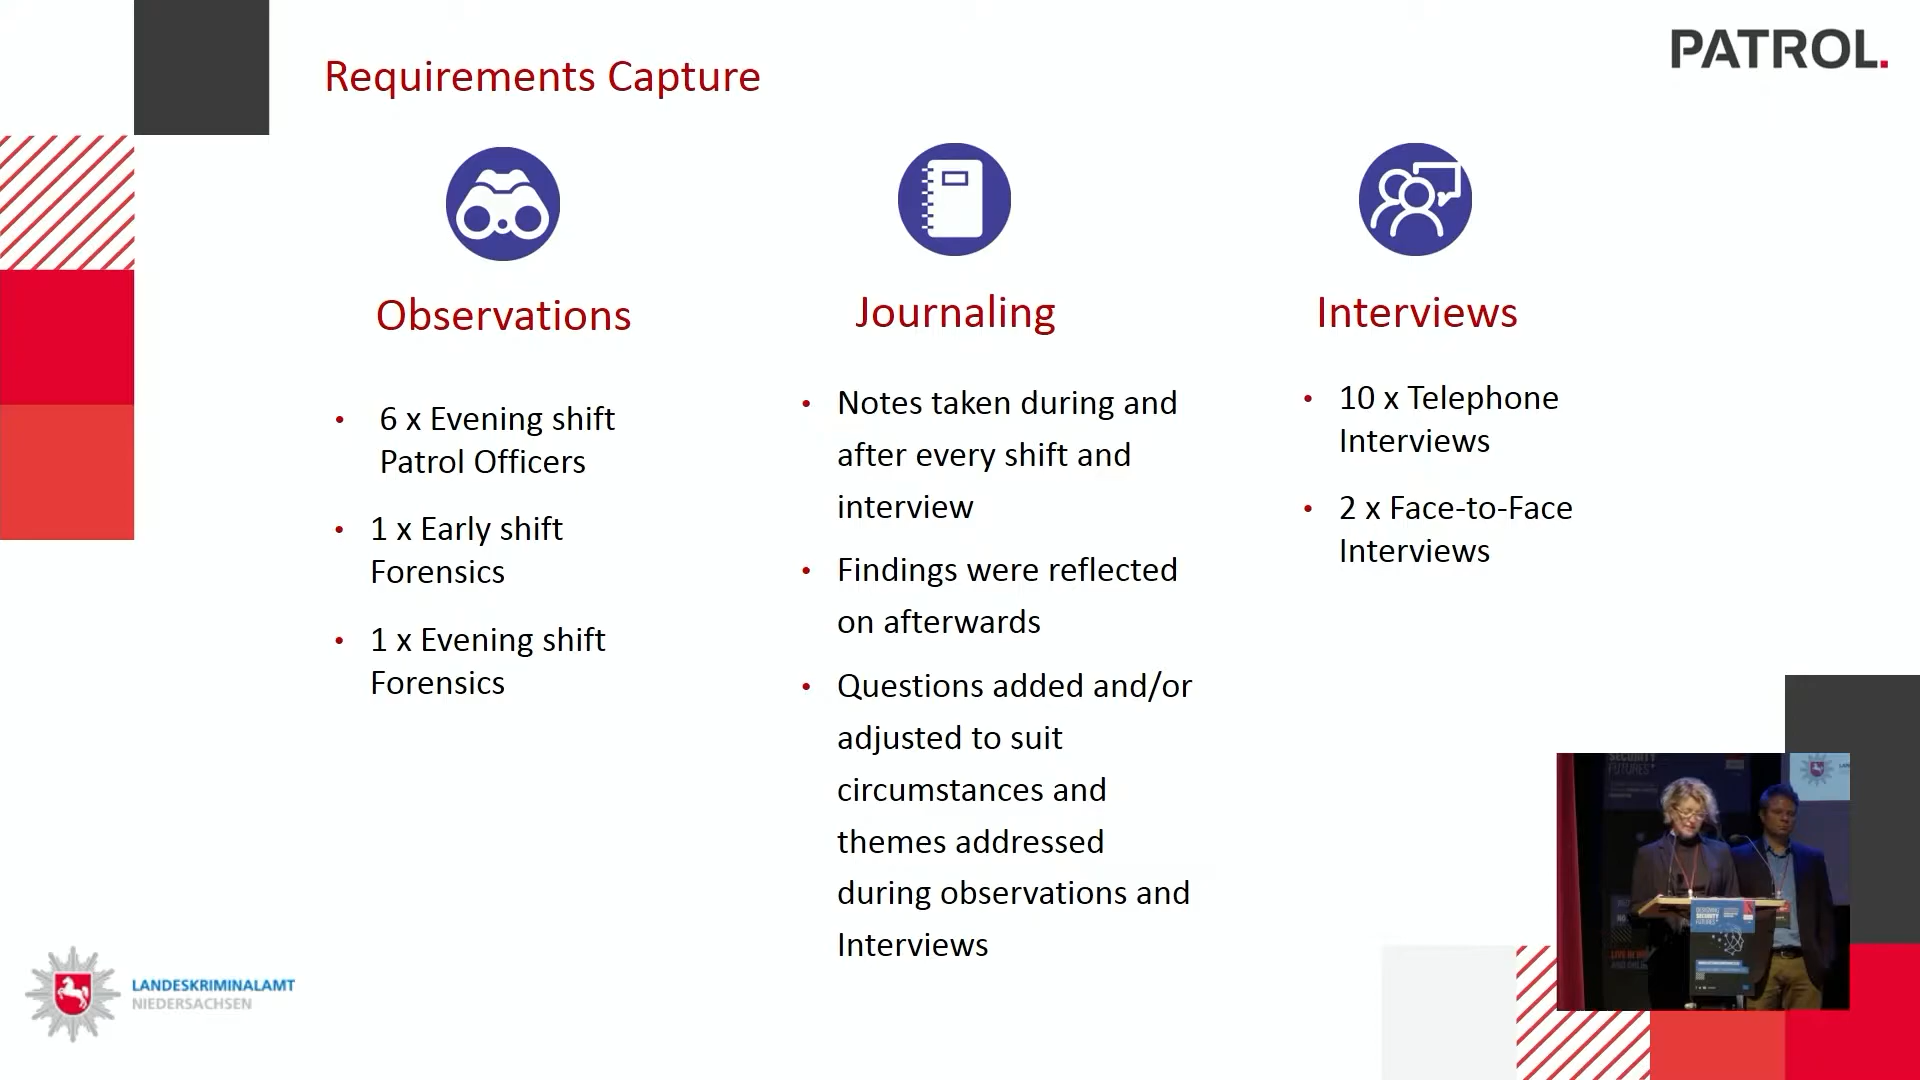 PATROL.
Requirements Capture
Observations
• 6 x Evening shift
Patrol Officers
• 1 x Early shift
Forensics
• 1 x Evening shift
Forensics
Journaling
• Notes taken during and
after every shift and
interview
• Findings were reflected
on afterwards
• Questions added and/or
adjusted to suit
circumstances and
themes addressed
during observations and
Interviews
Interviews
• 10 x Telephone
Interviews
• 2 x Face-to-Face
Interviews
LANDESKRIMINALAMT
NIEDERSACHSEN
SECURITY
FUTURES